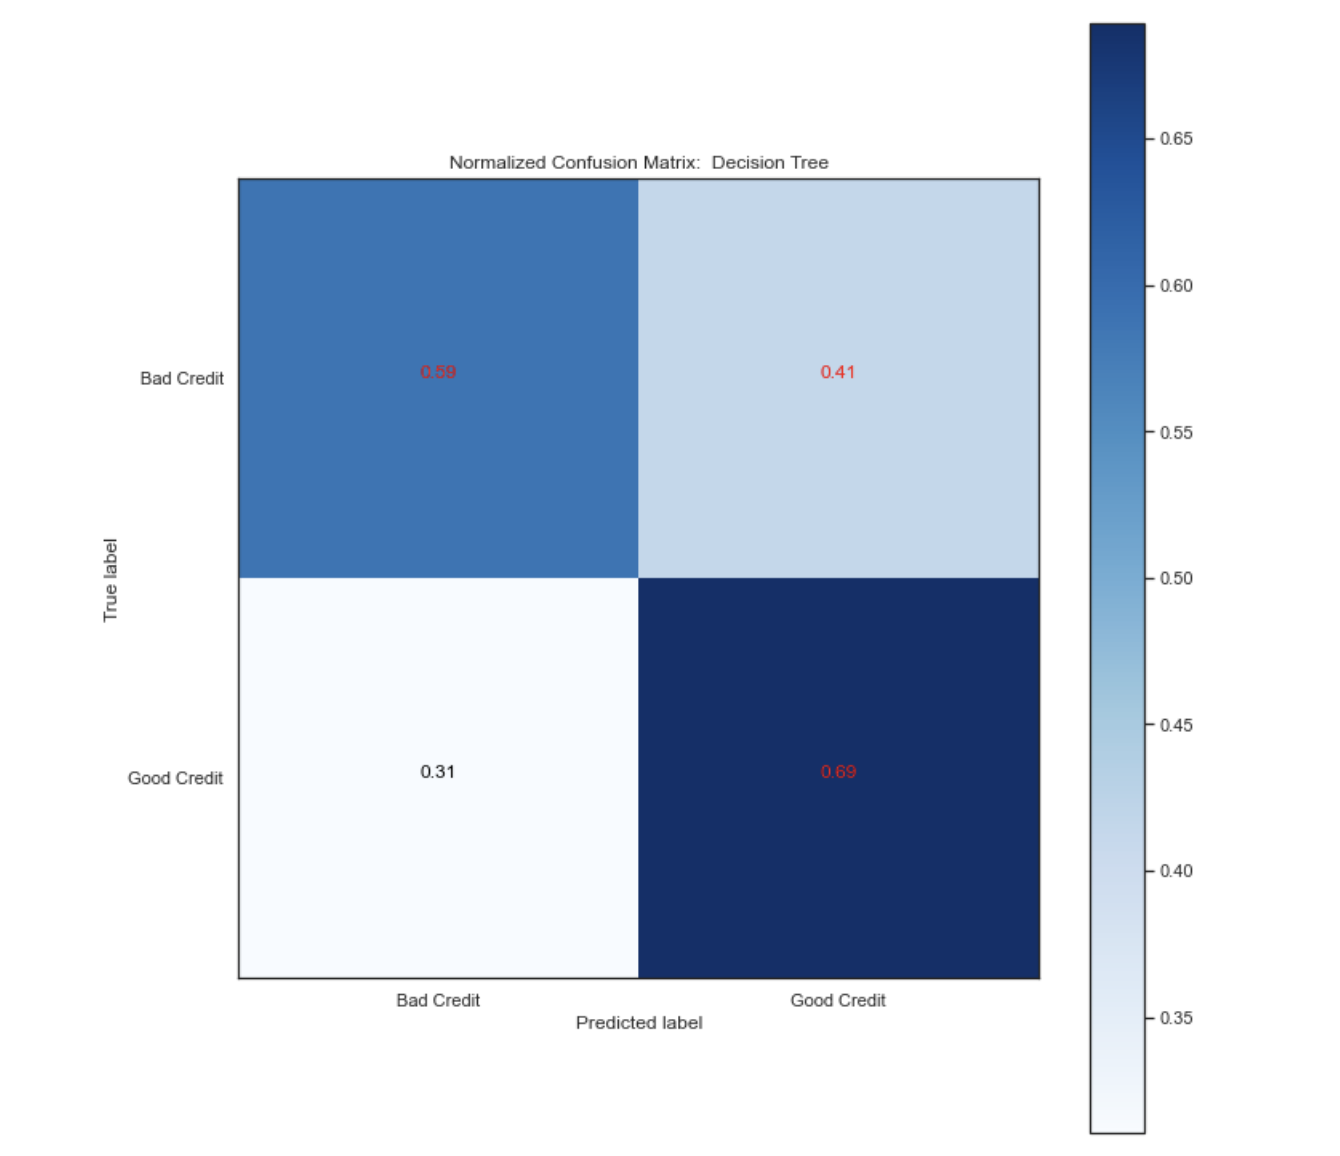 Normalized Confusion Matrix:  Decision Tree
True label
Bad Credit
0.59
0.41
Good Credit
0.31
0.69
Bad Credit
Good Credit
Predicted label
0.65
0.60
0.55
0.50
0.45
0.40
0.35